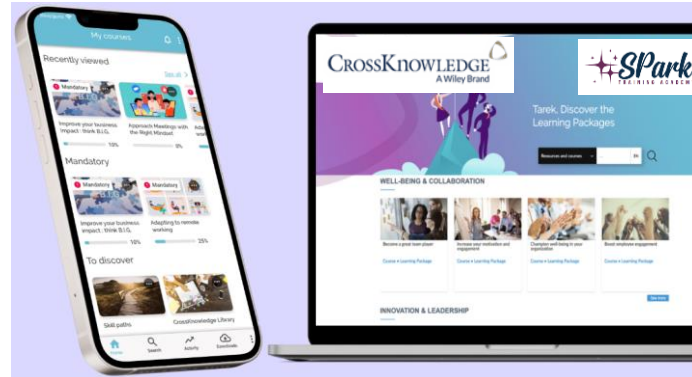 My courses
Recently viewed
See all >
Mandatory
Improve your business
impact : think B.I.G.
10%
Approach Meetings with
the Right Mindset
0%
Mandatory
Mandatory
Improve your business
impact : think B.I.G.
10%
Mandatory
Adapting to remote
working
25%
To discover
Skill paths
CrossKnowledge Library
Home
Search
Activity
Downloads
CROSSKNOWLEDGE
A Wiley Brand
SPark
TRAINING ACADEM
Tarek, Discover the
Learning Packages
Resources and courses
EN
WELL-BEING & COLLABORATION
Become a great team player
Course • Learning Package
Increase your motivation and
engagement
Course • Learning Package
Champion well-being in your
organization
Course • Learning Package
Boost employee engagement
Course • Learning Package
See more
INNOVATION & LEADERSHIP